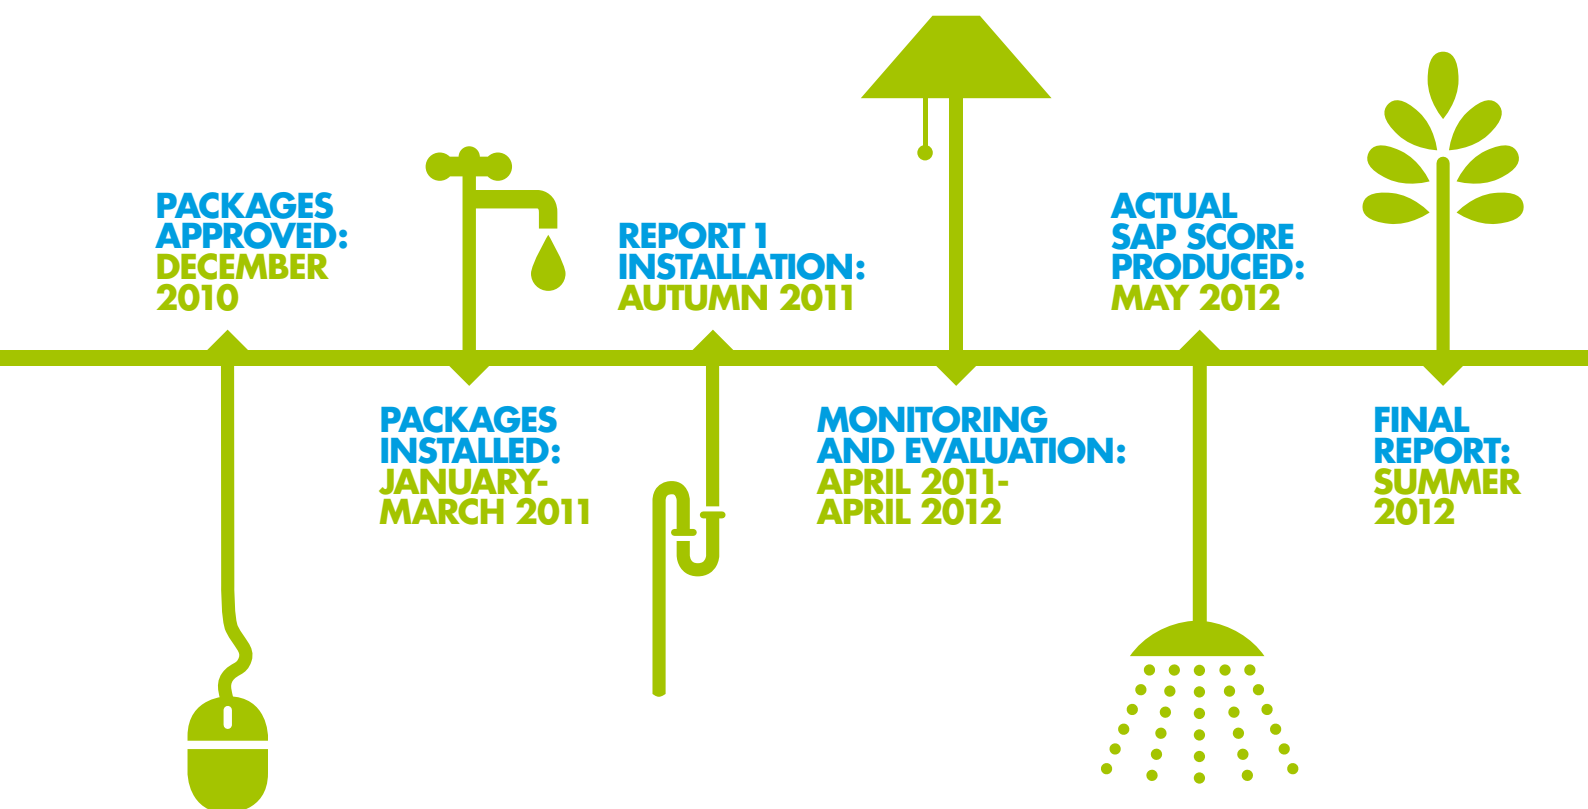 PACKAGES
APPROVED:
DECEMBER
2010
PACKAGES
INSTALLED:
JANUARY-
MARCH 2011
REPORT 1
INSTALLATION:
AUTUMN 2011
MONITORING
AND EVALUATION:
APRIL 2011-
APRIL 2012
ACTUAL
SAP SCORE
PRODUCED:
MAY 2012
FINAL
REPORT:
SUMMER
2012